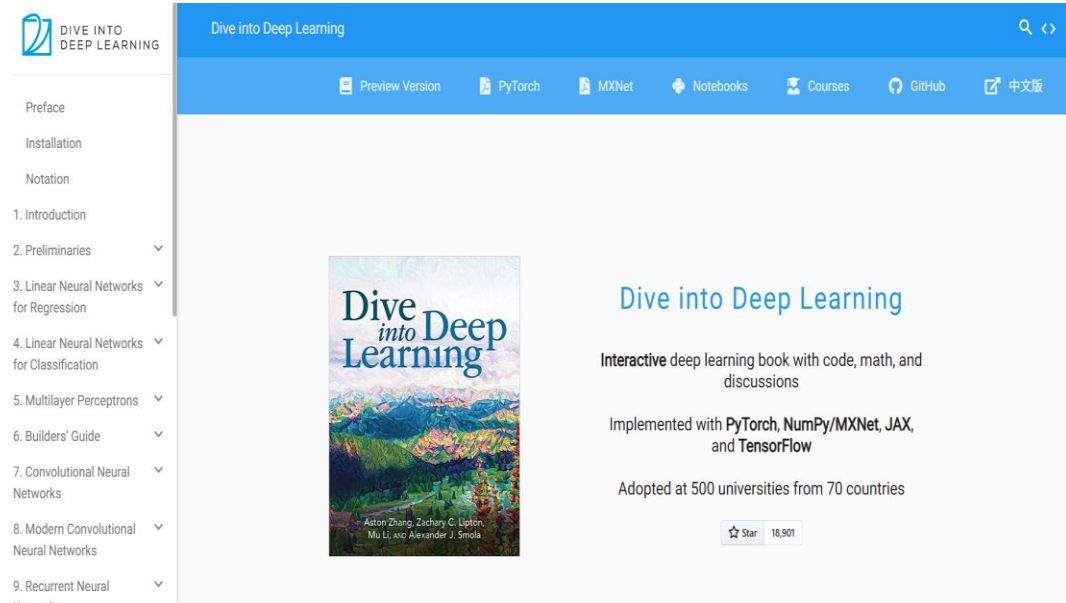 DIVE INTO
DEEP LEARNING
Preface
Installation
Notation
1. Introduction
2. Preliminaries
3. Linear Neural Networks
for Regression
4. Linear Neural Networks
for Classification
5. Multilayer Perceptrons
6. Builders' Guide
7. Convolutional Neural
Networks
8. Modern Convolutional
Neural Networks
9. Recurrent Neural
Dive into Deep Learning
Preview Version
PyTorch
MXNet
Notebooks
Courses
GitHub
中文版
Dive
into Deep
Learning
Aston Zhang, Zachary C. Lipton,
Mu Li, AND Alexander J. Smola
Dive into Deep Learning
Interactive deep learning book with code, math, and
discussions
Implemented with PyTorch, NumPy/MXNet, JAX,
and TensorFlow
Adopted at 500 universities from 70 countries
Star 18,901